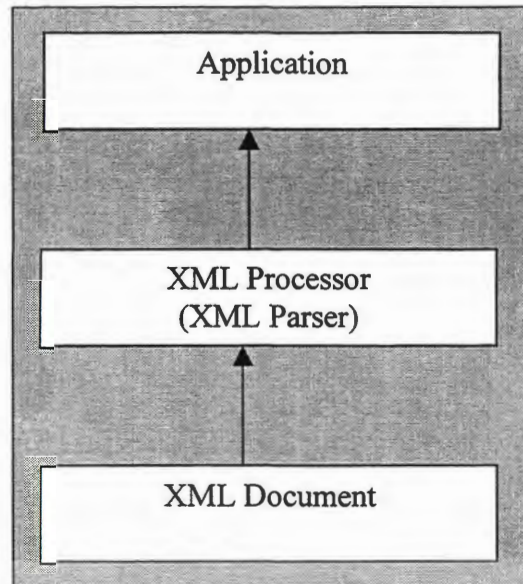 Application
XML Processor
(XML Parser)
XML Document